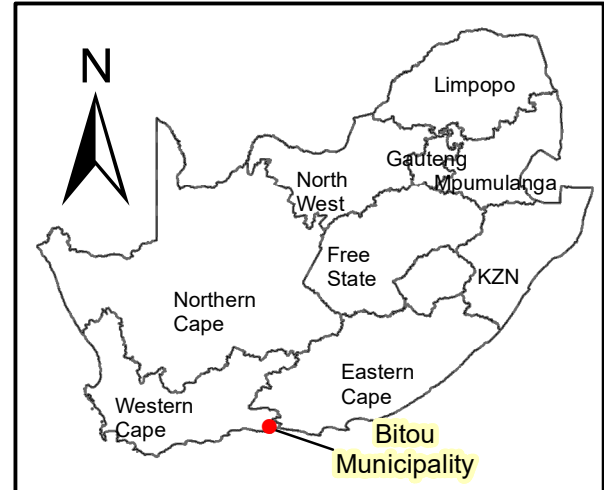 N
Limpopo
Gauteng
Mpumulanga
North
West
Free
State
KZN
Northern
Cape
Eastern
Cape
Western
Cape
Bitou
Municipality